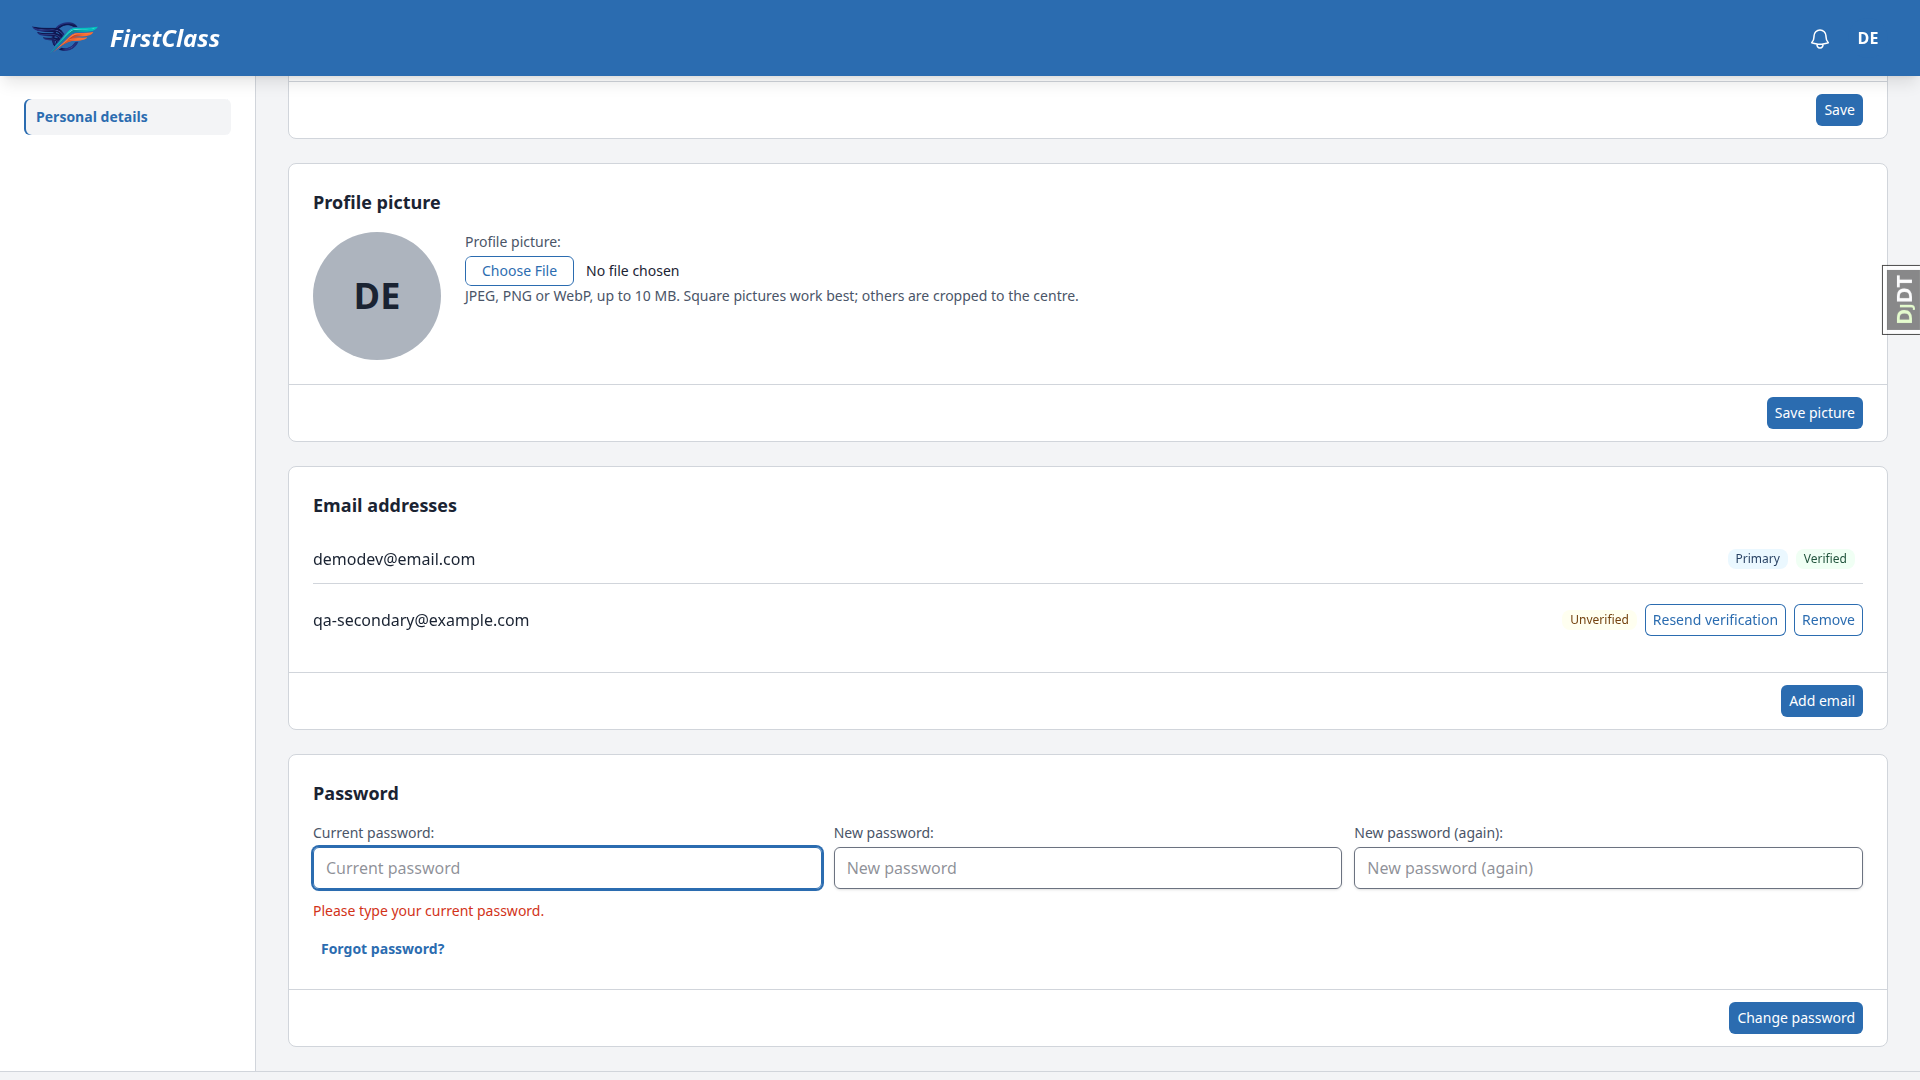 FirstClass
DE
Personal details
Save
Profile picture
DE
Profile picture:
Choose File No file chosen
JPEG, PNG or WebP, up to 10 MB. Square pictures work best; others are cropped to the centre.
DjDT
Save picture
Email addresses
demodev@email.com Primary Verified
qa-secondary@example.com Unverified Resend verification Remove
Add email
Password
Current password: New password: New password (again):
Current password New password New password (again)
Please type your current password.
Forgot password?
Change password